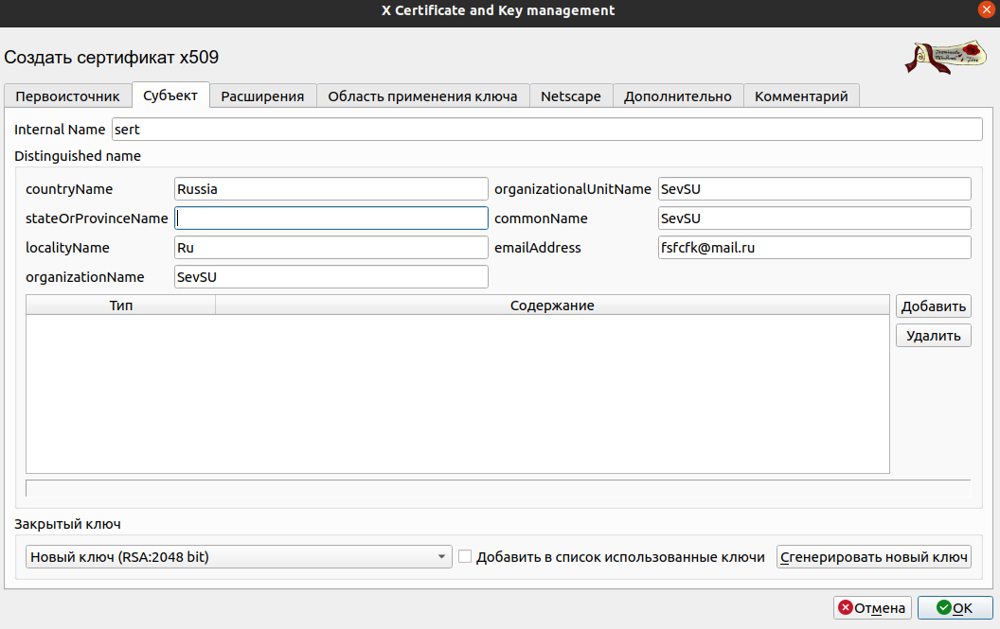 X Certificate and Key management
Создать сертификат x509
Первоисточник Субъект Расширения Область применения ключа Netscape Дополнительно Комментарий
Internal Name sert
Distinguished name
countryName Russia organizationalUnitName SevSU
stateOrProvinceName commonName SevSU
localityName Ru emailAddress fsfcfk@mail.ru
organizationName SevSU
Тип Содержание Добавить
Удалить
Закрытый ключ
Новый ключ (RSA:2048 bit) Добавить в список использованные ключи Сгенерировать новый ключ
Отмена OK